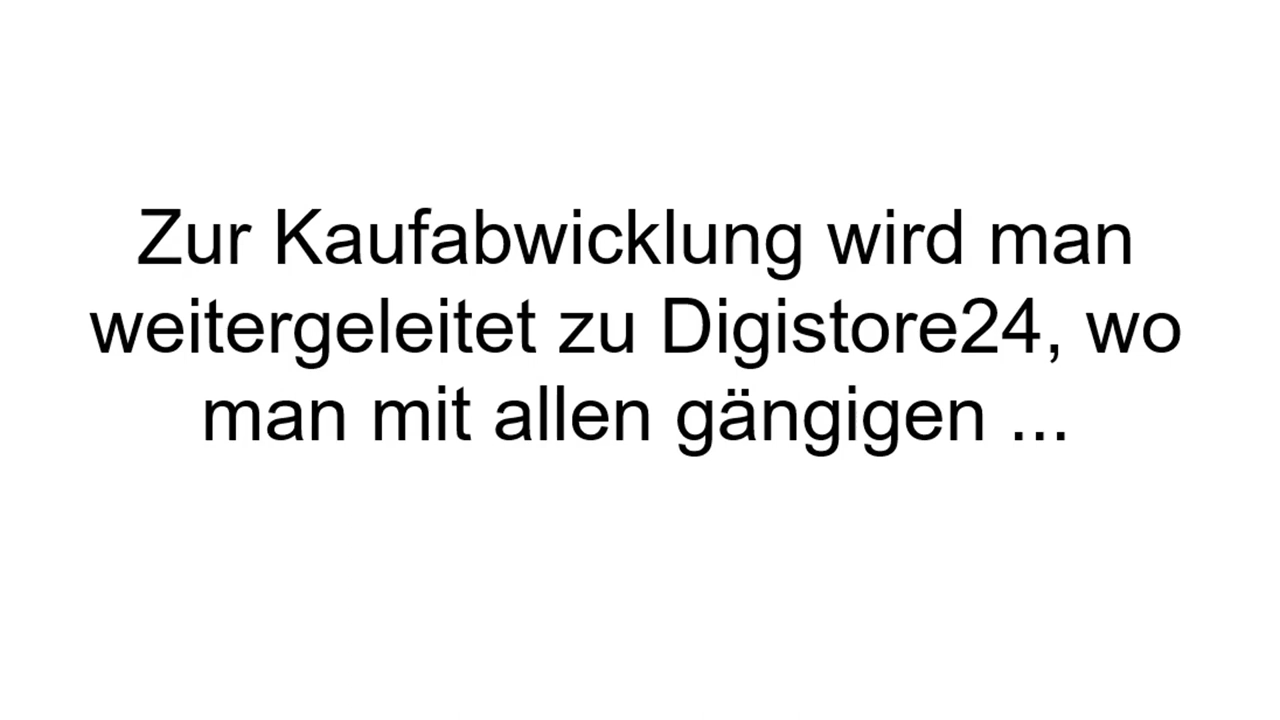 Zur Kaufabwicklung wird man
weitergeleitet zu Digistore24, wo
man mit allen gängigen ...